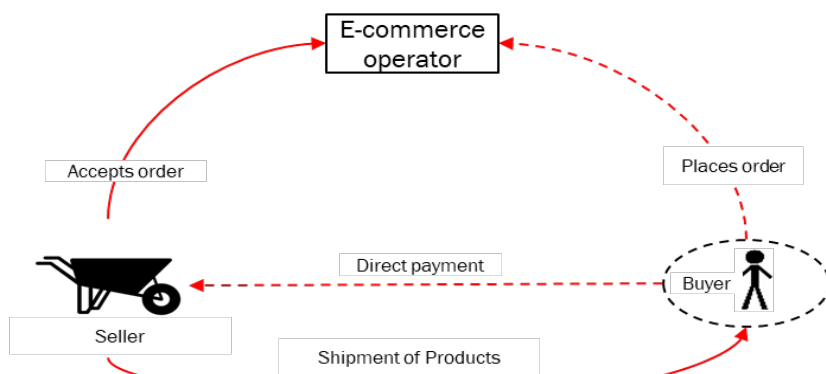 E-commerce
operator
Accepts order
Places order
Direct payment
Buyer
Seller
Shipment of Products